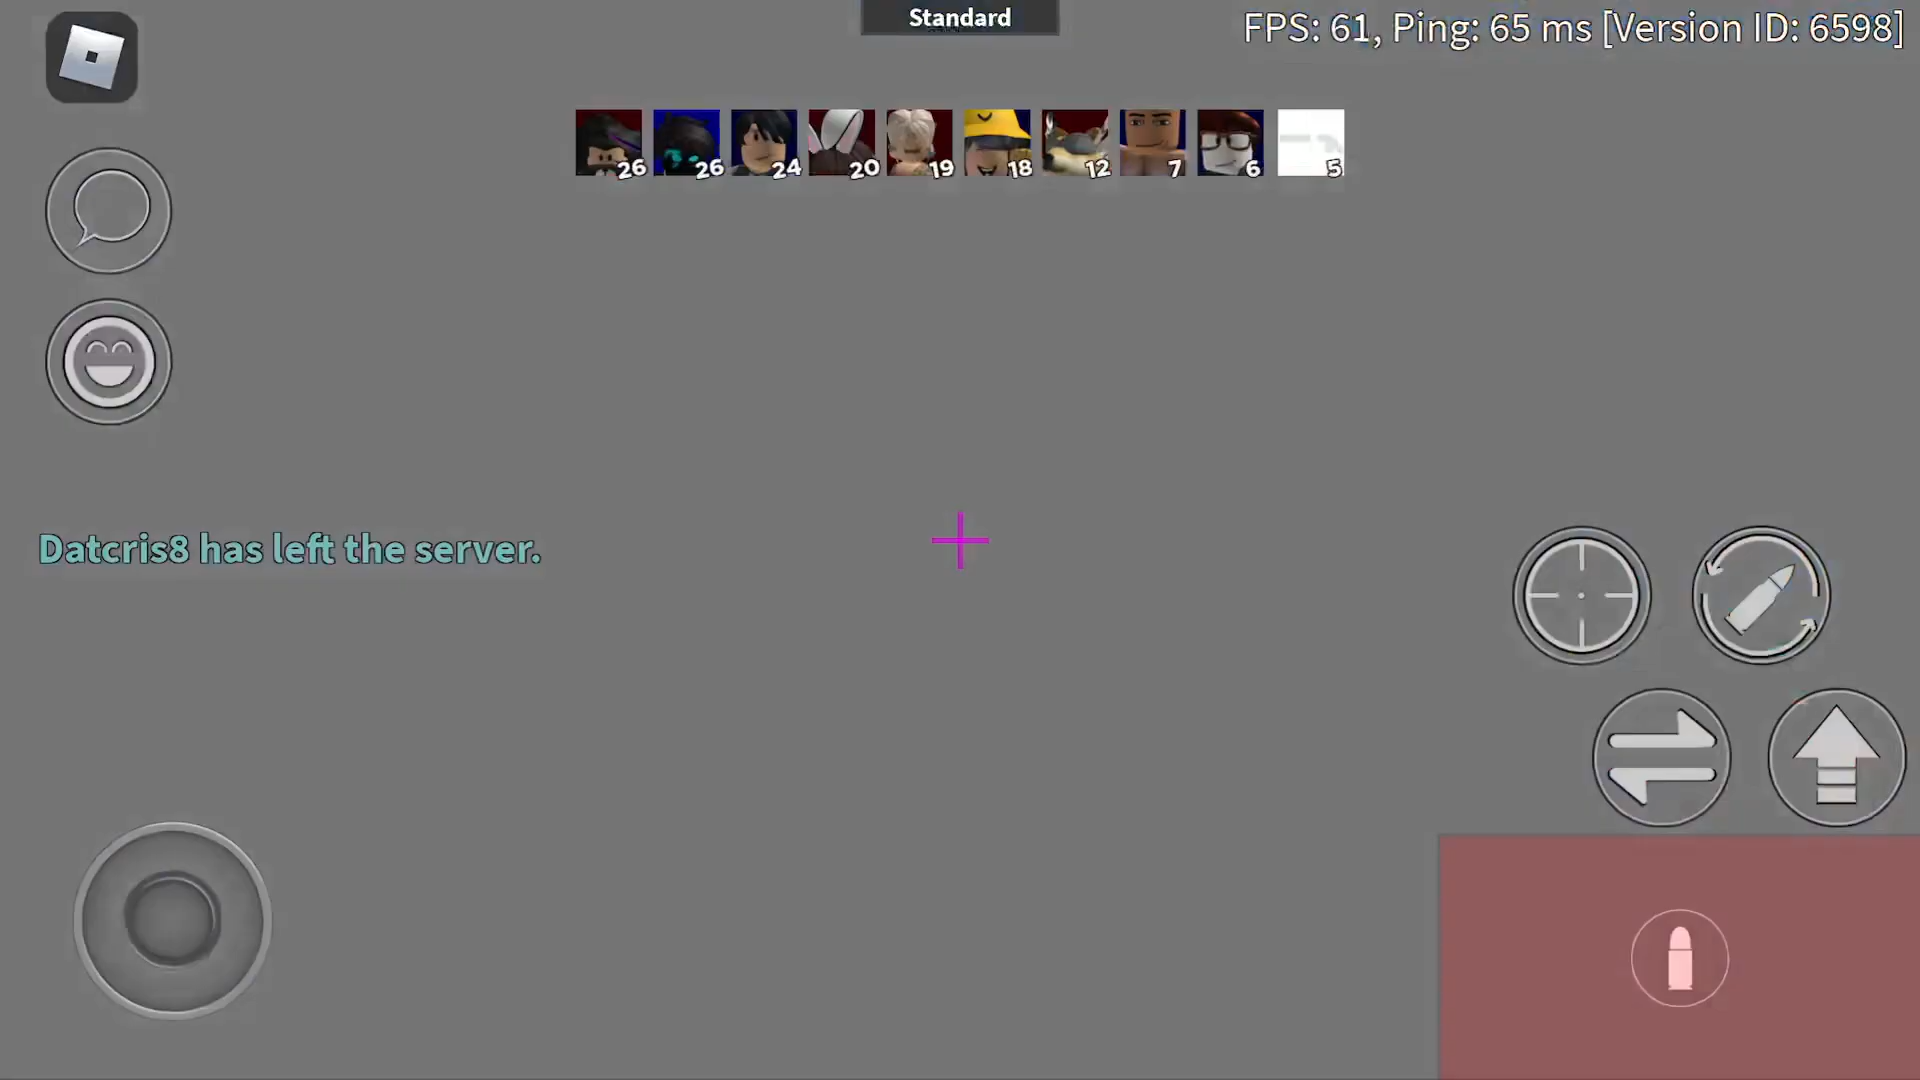 Standard
FPS: 61, Ping: 65 ms [Version ID: 6598]
26 26 24 20 19 18 12 7 6 5
Datcris8 has left the server.